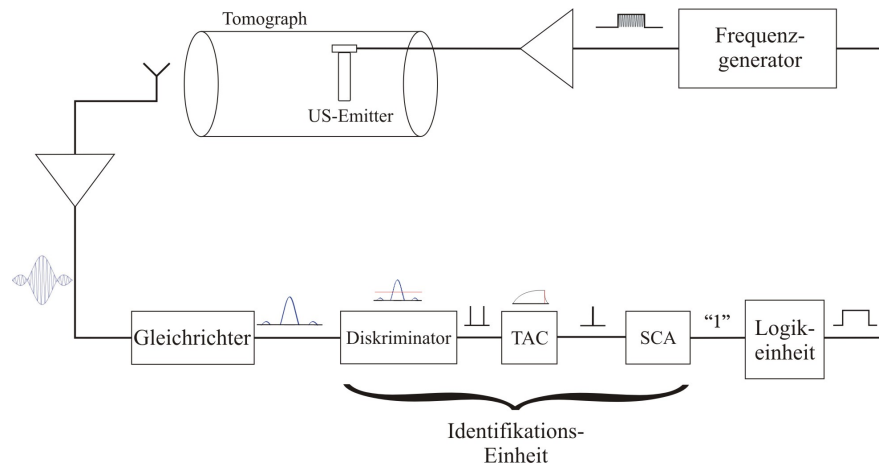 Tomograph
Frequenz-
generator
US-Emitter
Gleichrichter
Diskriminator
TAC
SCA
“1”
Logik-
einheit
Identifikations-
Einheit